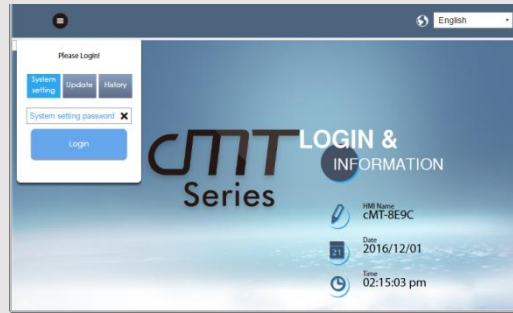 English
Please Login!
System setting
Update
History
System setting password
Login
cMT
Series
LOGIN &
INFORMATION
HMI Name
cMT-8E9C
21
Date
2016/12/01
Time
02:15:03 pm